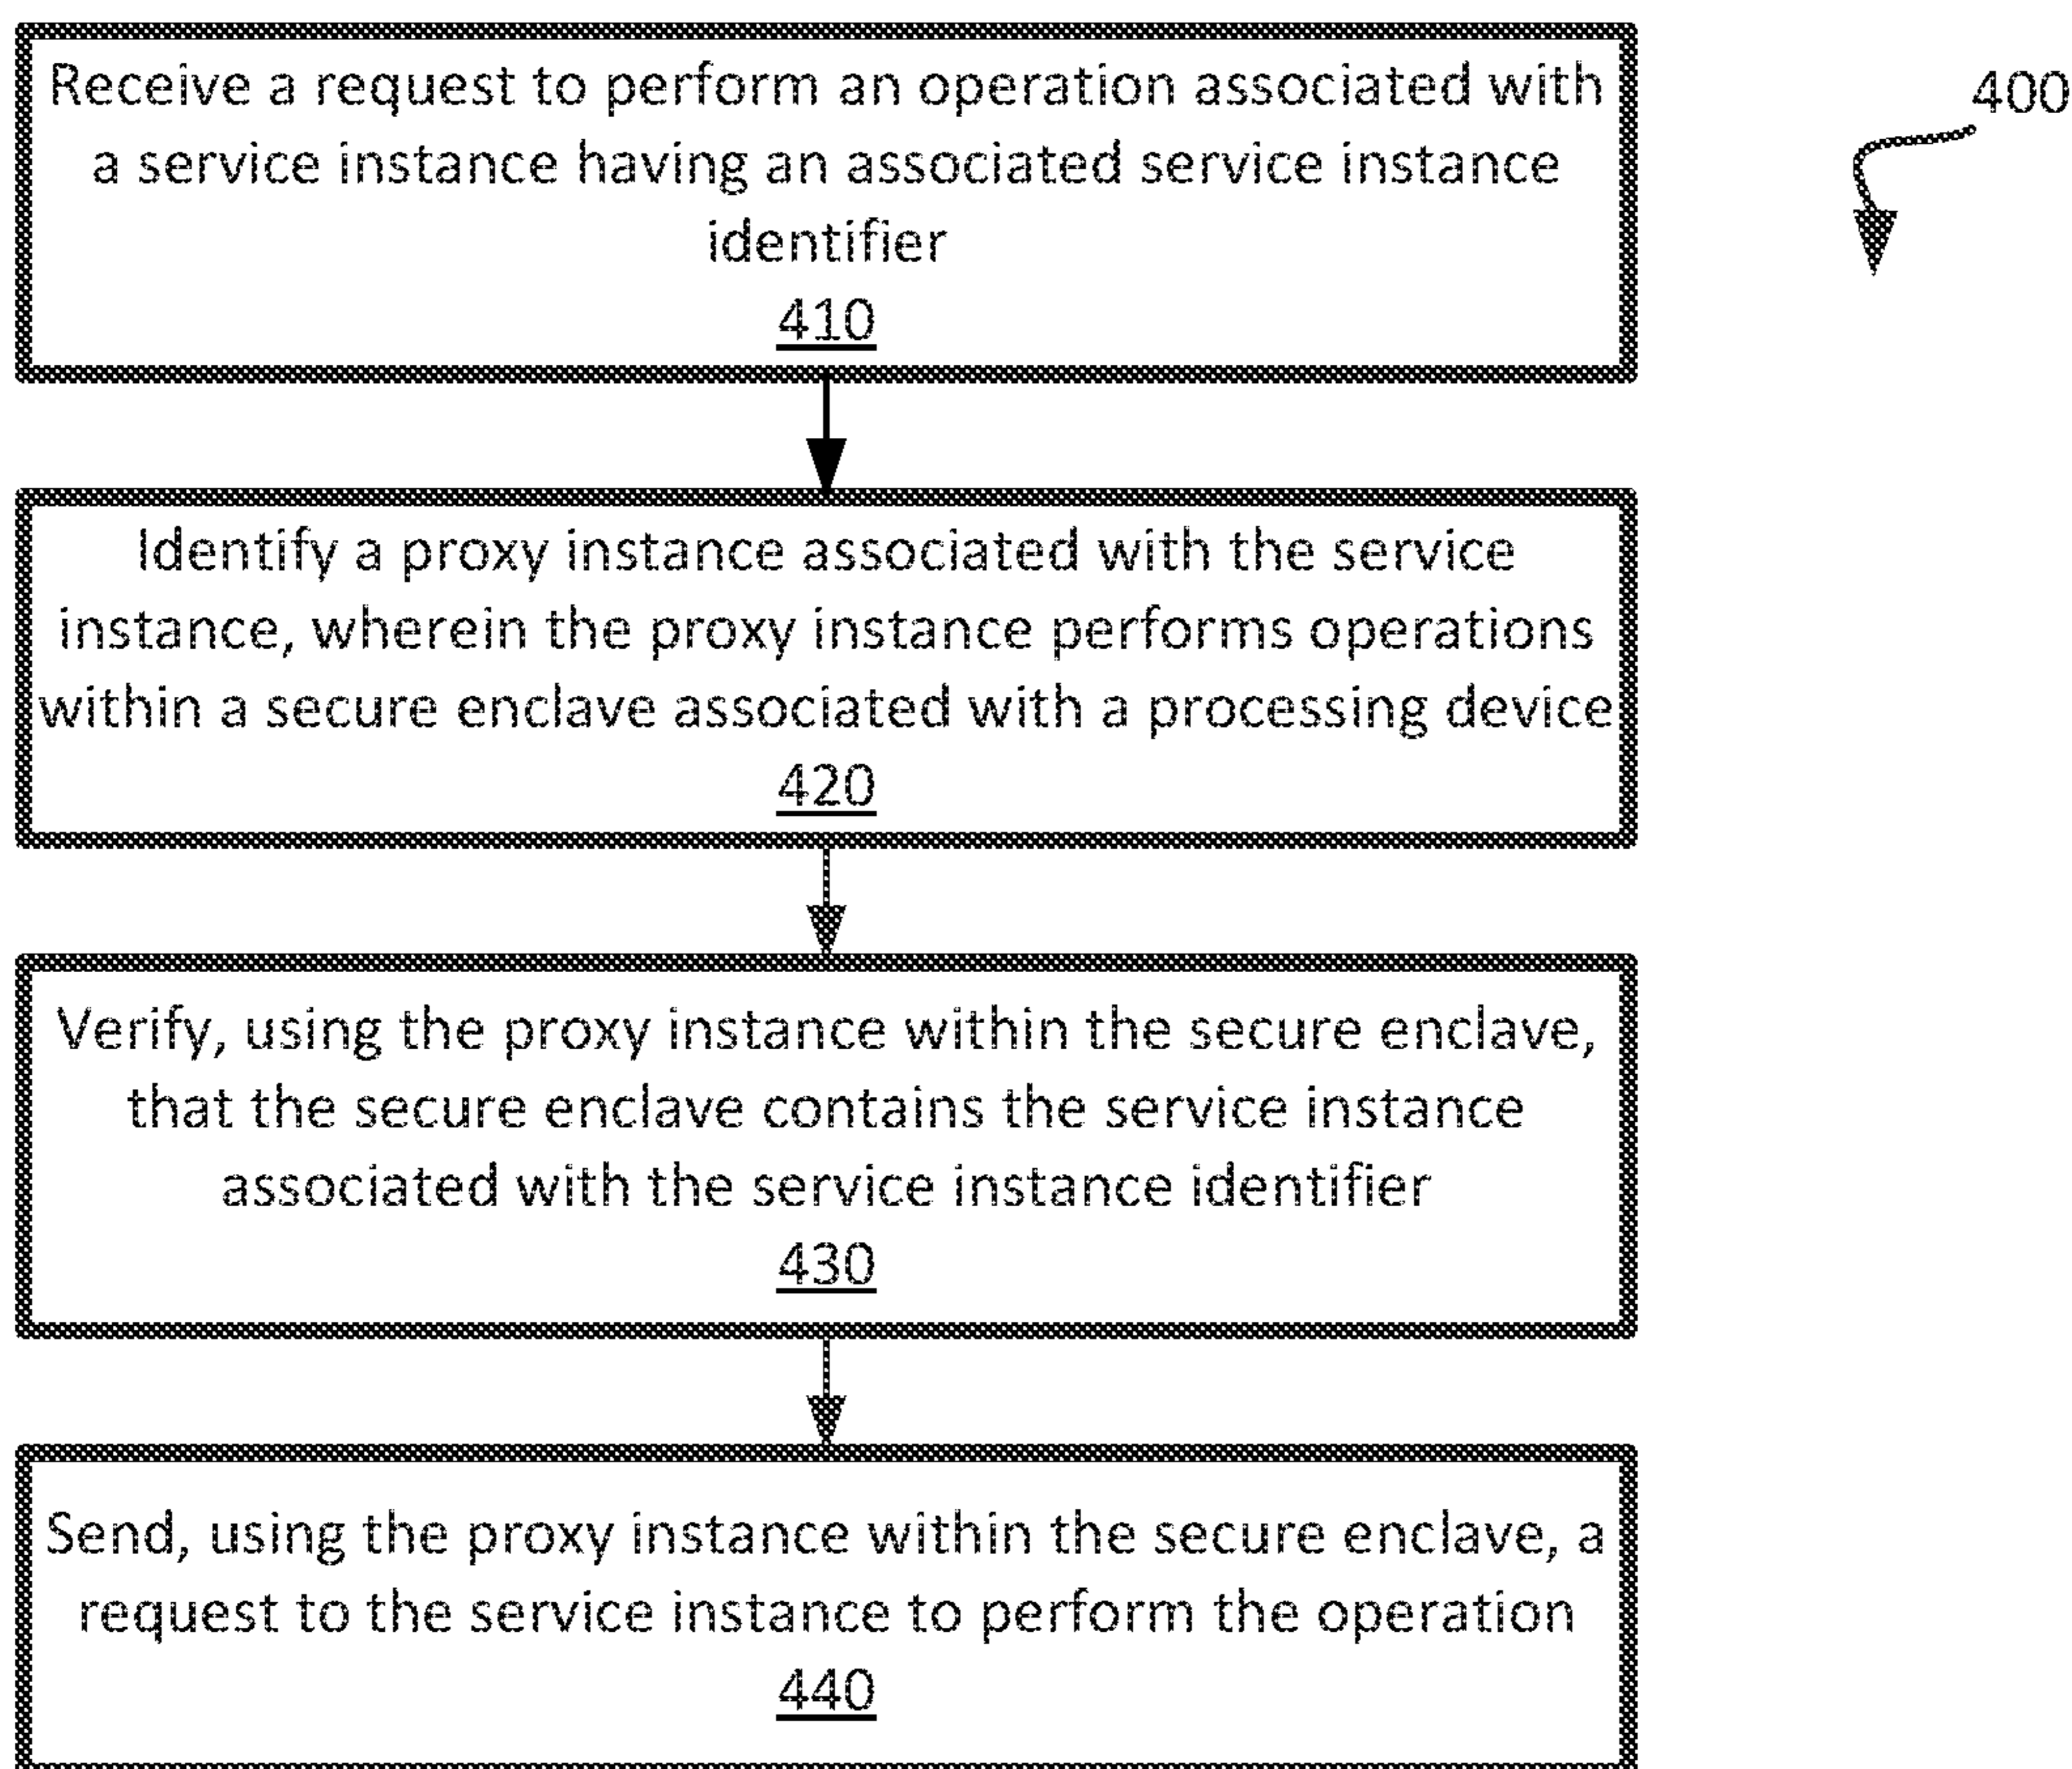 Receive a request to perform an operation associated with
a service instance having an associated service instance
identifier
410
400
Identify a proxy instance associated with the service
instance, wherein the proxy instance performs operations
within a secure enclave associated with a processing device
420
Verify, using the proxy instance within the secure enclave,
that the secure enclave contains the service instance
associated with the service instance identifier
430
Send, using the proxy instance within the secure enclave, a
request to the service instance to perform the operation
440